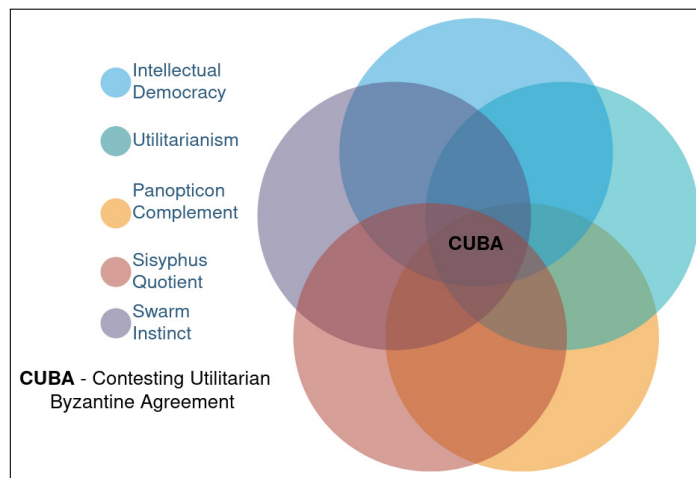 Intellectual
Democracy
Utilitarianism
Panopticon
Complement
Sisyphus
Quotient
Swarm
Instinct
CUBA - Contesting Utilitarian
Byzantine Agreement
CUBA